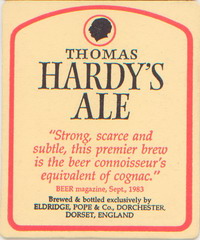 THOMAS
HARDY'S
ALE
"Strong, scarce and
subtle, this premier brew
is the beer connoisseur's
equivalent of cognac."
BEER magazine, Sept., 1983
Brewed & bottled exclusively by
ELDRIDGE, POPE & Co., DORCHESTER,
DORSET, ENGLAND